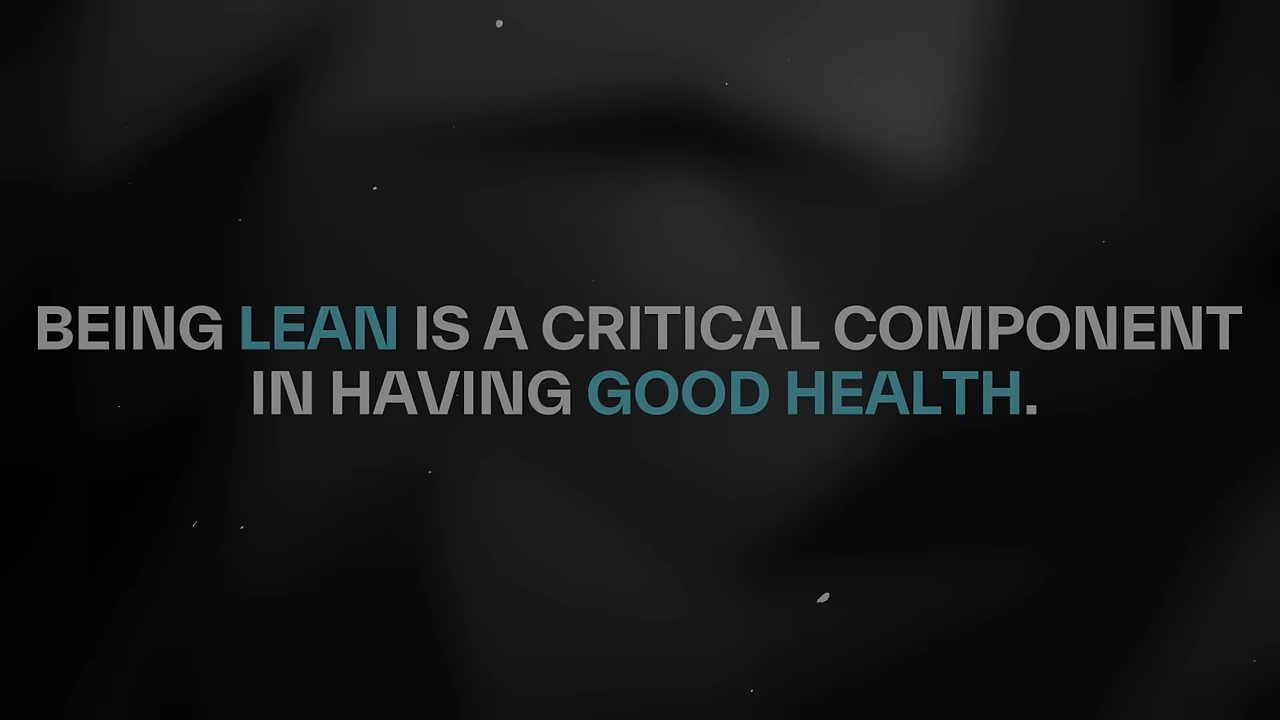 BEING LEAN IS A CRITICAL COMPONENT
IN HAVING GOOD HEALTH.